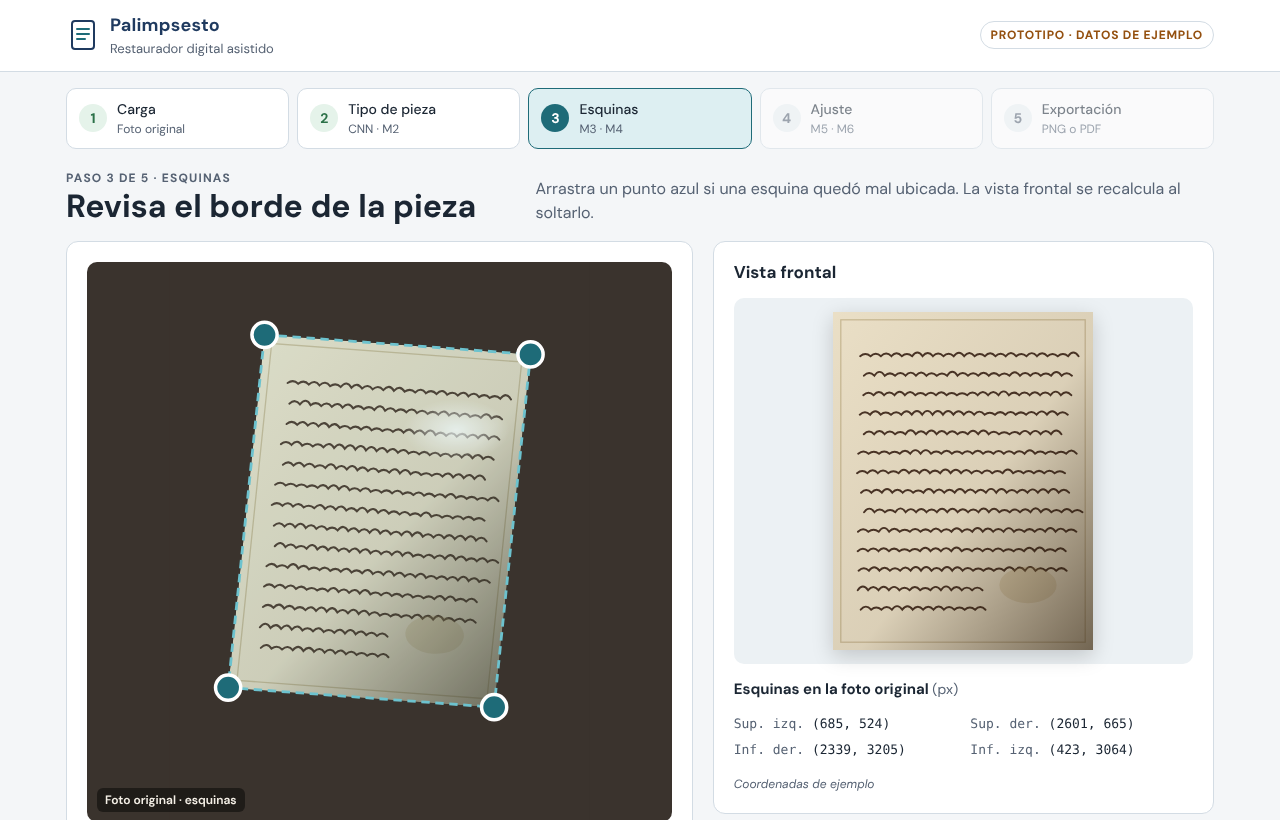 Palimpsesto
Restaurador digital asistido
PROTOTIPO · DATOS DE EJEMPLO
1
Carga
Foto original
2
Tipo de pieza
CNN · M2
3
Esquinas
M3 · M4
4
Ajuste
M5 · M6
5
Exportación
PNG o PDF
PASO 3 DE 5 · ESQUINAS
Revisa el borde de la pieza
Arrastra un punto azul si una esquina quedó mal ubicada. La vista frontal se recalcula al
soltarlo.
Foto original · esquinas
Vista frontal
Esquinas en la foto original (px)
Sup. izq. (685, 524)
Sup. der. (2601, 665)
Inf. der. (2339, 3205)
Inf. izq. (423, 3064)
Coordenadas de ejemplo